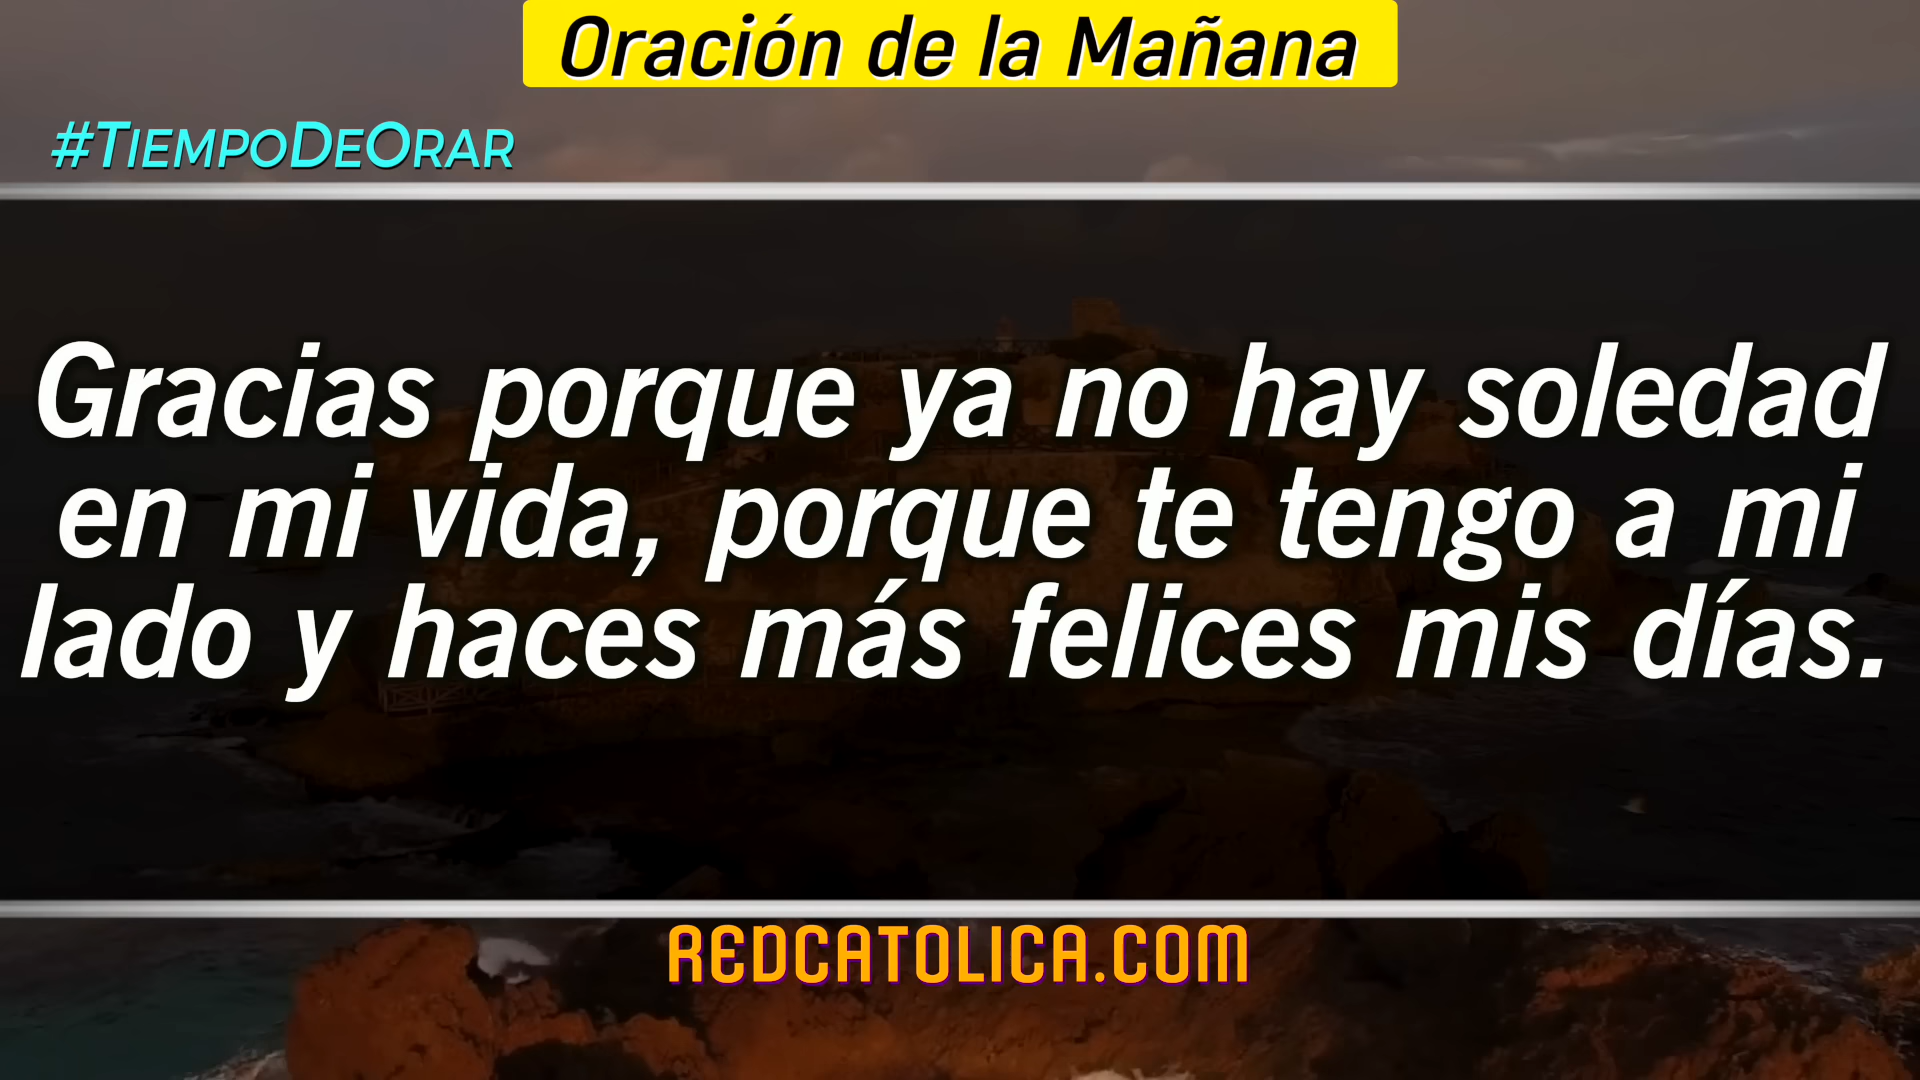 Oración de la Mañana
#TIEMPODEORAR
Gracias porque ya no hay soledad
en mi vida, porque te tengo a mi
lado y haces más felices mis días.
REDCATOLICA.COM